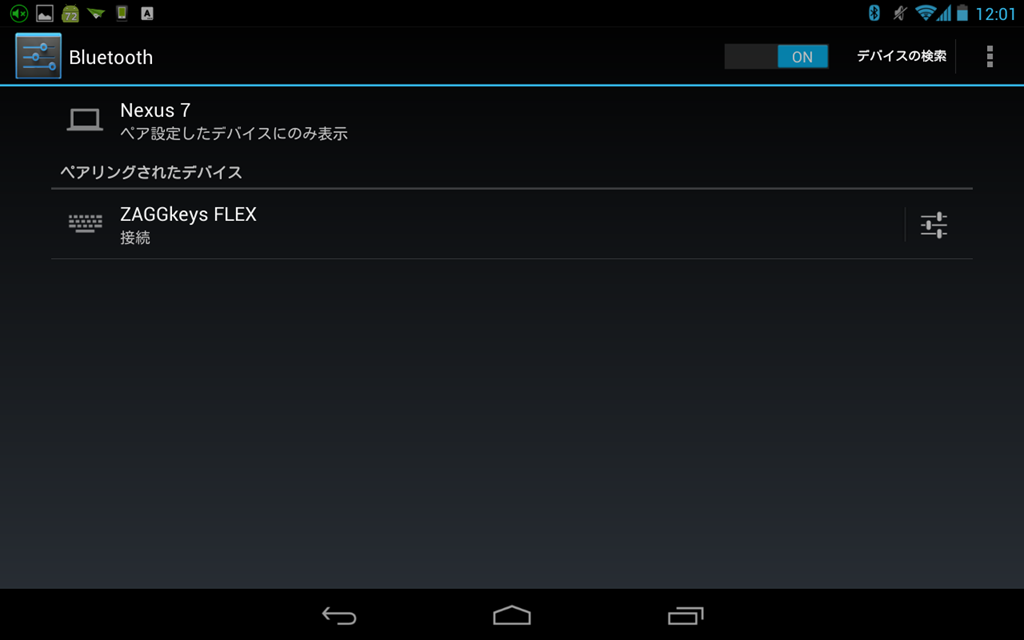 72 A 12:01
Bluetooth ON デバイスの検索
Nexus 7
ペア設定したデバイスにのみ表示
ペアリングされたデバイス
ZAGGkeys FLEX
接続